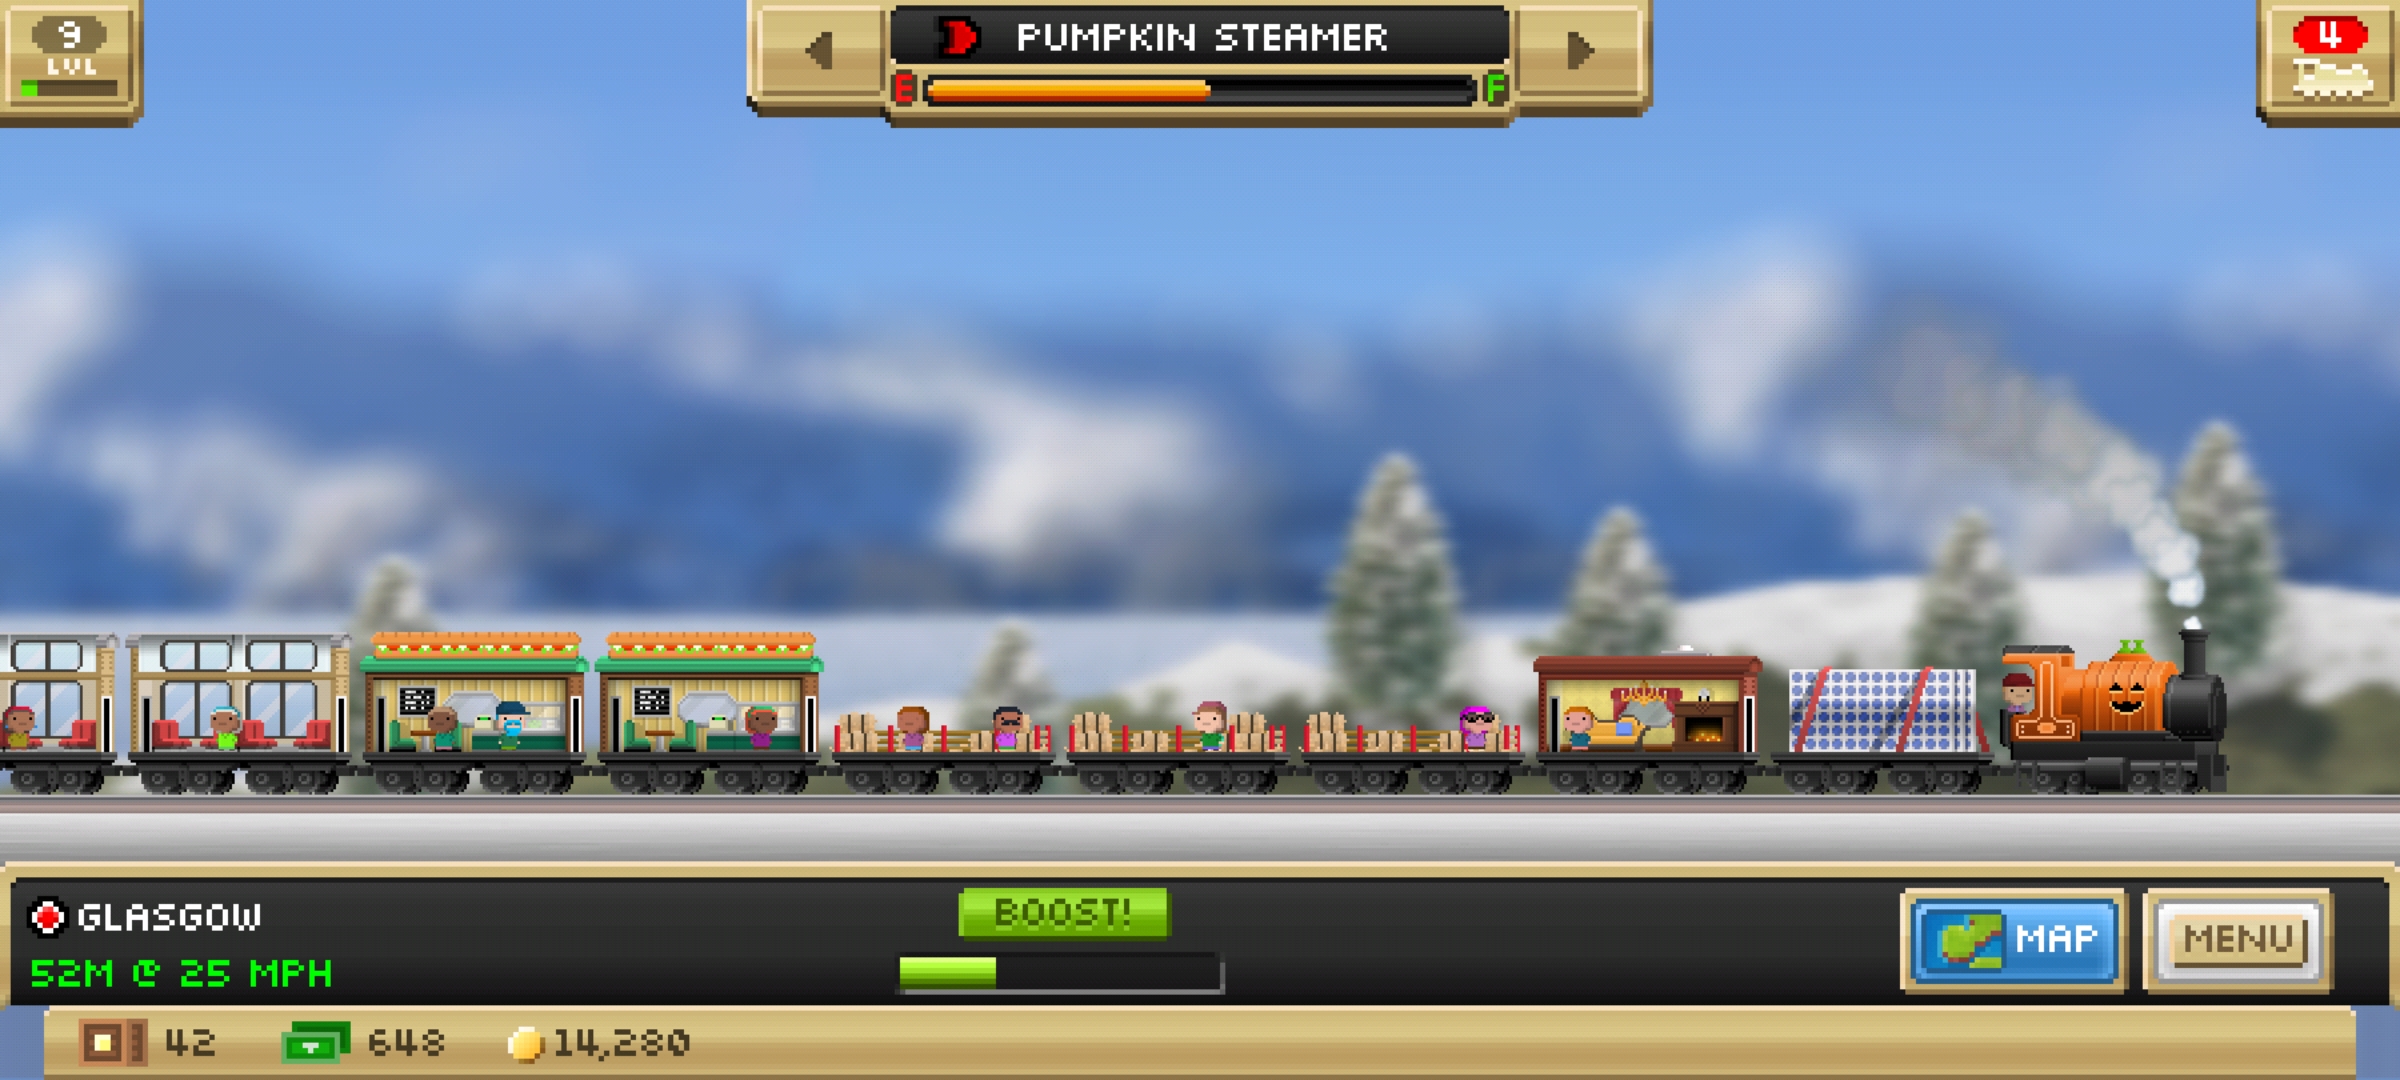 9
LVL
PUMPKIN STEAMER
E F
4
GLASGOW
52M @ 25 MPH
BOOST!
MAP
MENU
42
648
14,280